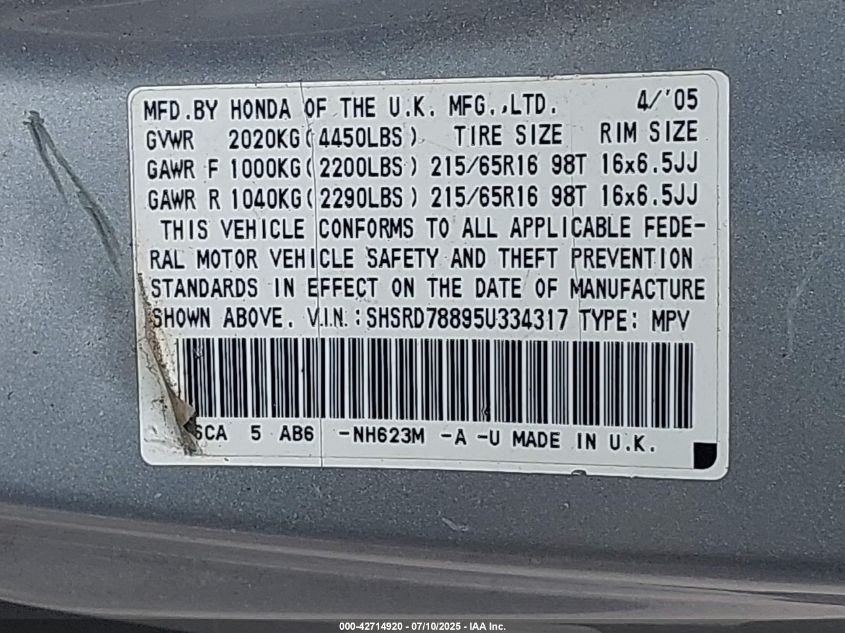 MFD.BY HONDA OF THE U.K. MFG.,LTD. 4/'05
GVWR 2020KG(4450LBS) TIRE SIZE RIM SIZE
GAWR F 1000KG(2200LBS) 215/65R16 98T 16x6.5JJ
GAWR R 1040KG(2290LBS) 215/65R16 98T 16x6.5JJ
THIS VEHICLE CONFORMS TO ALL APPLICABLE FEDE-
RAL MOTOR VEHICLE SAFETY AND THEFT PREVENTION
STANDARDS IN EFFECT ON THE DATE OF MANUFACTURE
SHOWN ABOVE. V.I.N.:SHSRD78895U334317 TYPE: MPV
5 AB6 -NH623M -A -U MADE IN U.K.
000-42714920 - 07/10/2025 - IAA Inc.